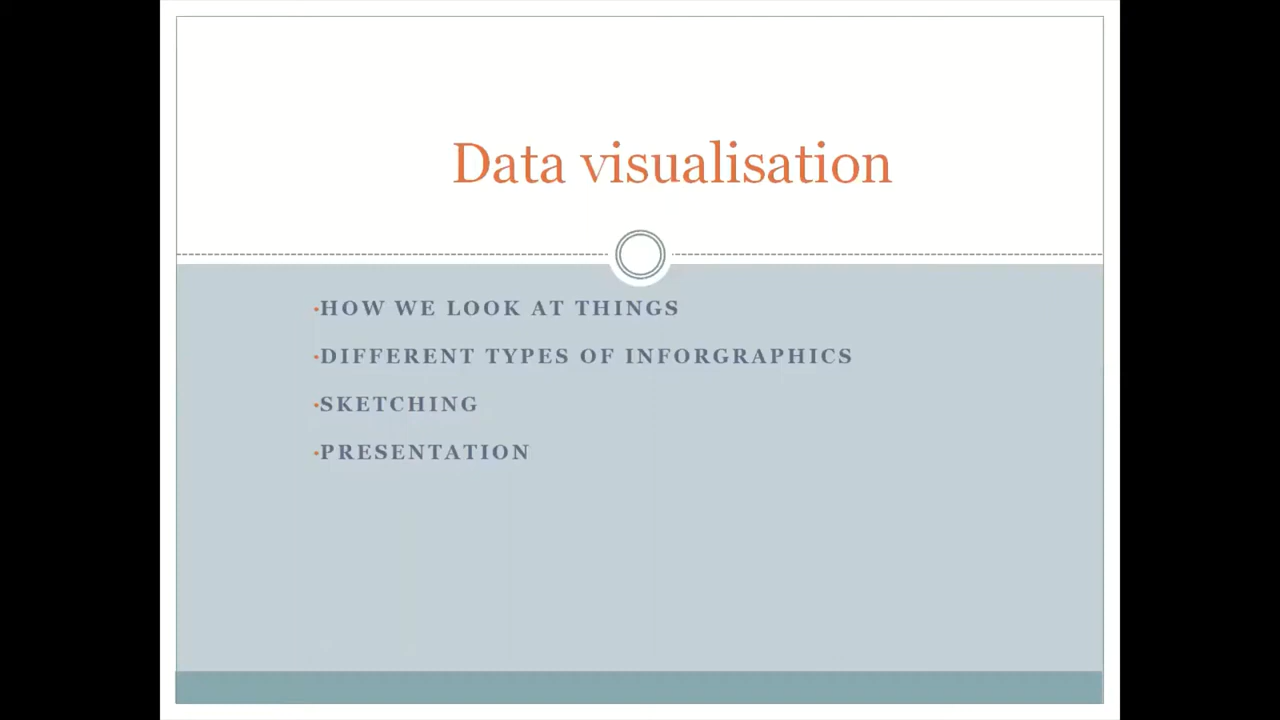 Data visualisation
•HOW WE LOOK AT THINGS
•DIFFERENT TYPES OF INFORGRAPHICS
•SKETCHING
•PRESENTATION